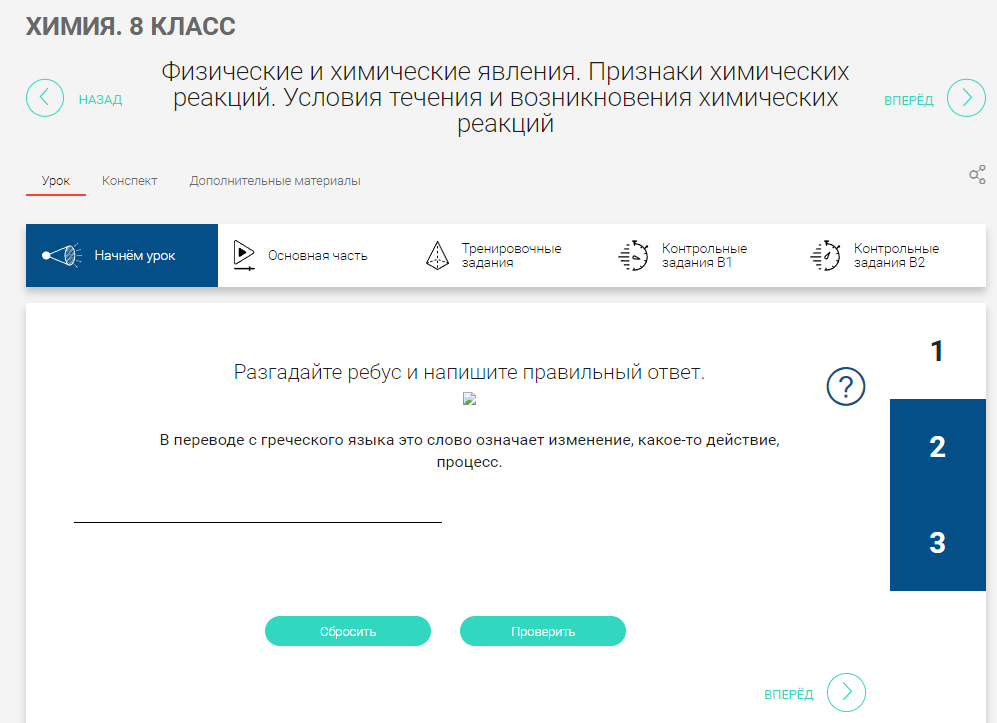 ХИМИЯ. 8 КЛАСС
Физические и химические явления. Признаки химических
реакций. Условия течения и возникновения химических
реакций
НАЗАД
ВПЕРЁД
Урок
Конспект
Дополнительные материалы
Начнём урок
Основная часть
Тренировочные
задания
Контрольные
задания В1
Контрольные
задания В2
1
Разгадайте ребус и напишите правильный ответ.
?
В переводе с греческого языка это слово означает изменение, какое-то действие,
процесс.
2
3
Сбросить
Проверить
ВПЕРЁД